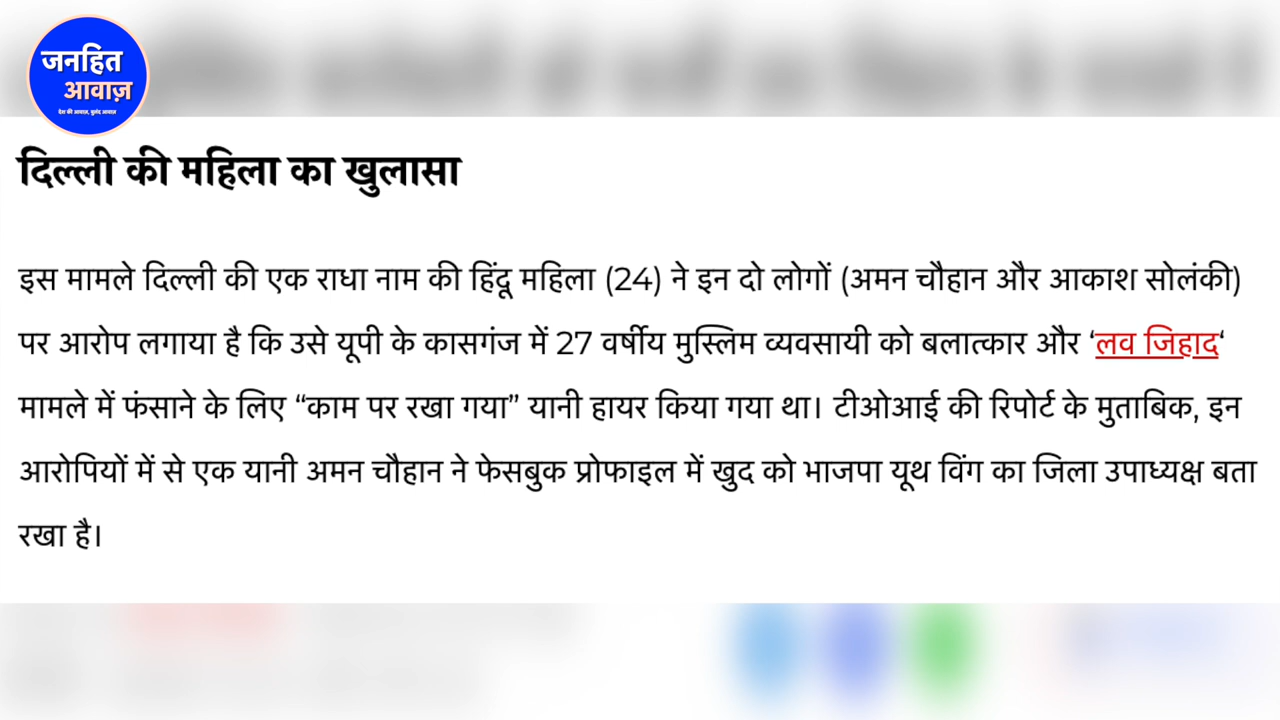 जनहित
आवाज़
देश की आवाज़, बुलंद आवाज़
दिल्ली की महिला का खुलासा
इस मामले दिल्ली की एक राधा नाम की हिंदू महिला (24) ने इन दो लोगों (अमन चौहान और आकाश सोलंकी)
पर आरोप लगाया है कि उसे यूपी के कासगंज में 27 वर्षीय मुस्लिम व्यवसायी को बलात्कार और ‘लव जिहाद‘
मामले में फंसाने के लिए “काम पर रखा गया” यानी हायर किया गया था। टीओआई की रिपोर्ट के मुताबिक, इन
आरोपियों में से एक यानी अमन चौहान ने फेसबुक प्रोफाइल में खुद को भाजपा यूथ विंग का जिला उपाध्यक्ष बता
रखा है।